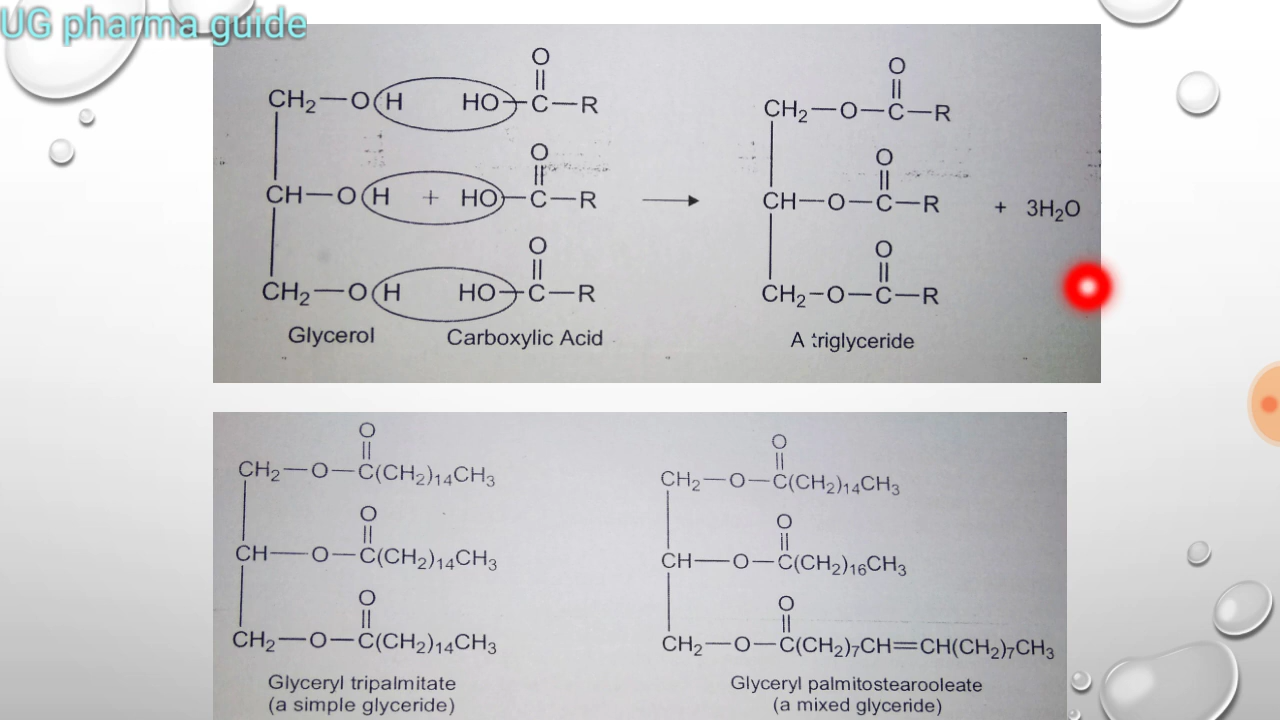 UG pharma guide
O O
CH₂—O H HO—C—R CH₂—O—C—R
O O
CH—O H + HO—C—R → CH—O—C—R + 3H₂O
O O
CH₂—O H HO—C—R CH₂—O—C—R
Glycerol Carboxylic Acid A triglyceride
O O
CH₂—O—C(CH₂)₁₄CH₃ CH₂—O—C(CH₂)₁₄CH₃
O O
CH—O—C(CH₂)₁₄CH₃ CH—O—C(CH₂)₁₆CH₃
O O
CH₂—O—C(CH₂)₁₄CH₃ CH₂—O—C(CH₂)₇CH=CH(CH₂)₇CH₃
Glyceryl tripalmitate Glyceryl palmitostearooleate
(a simple glyceride) (a mixed glyceride)